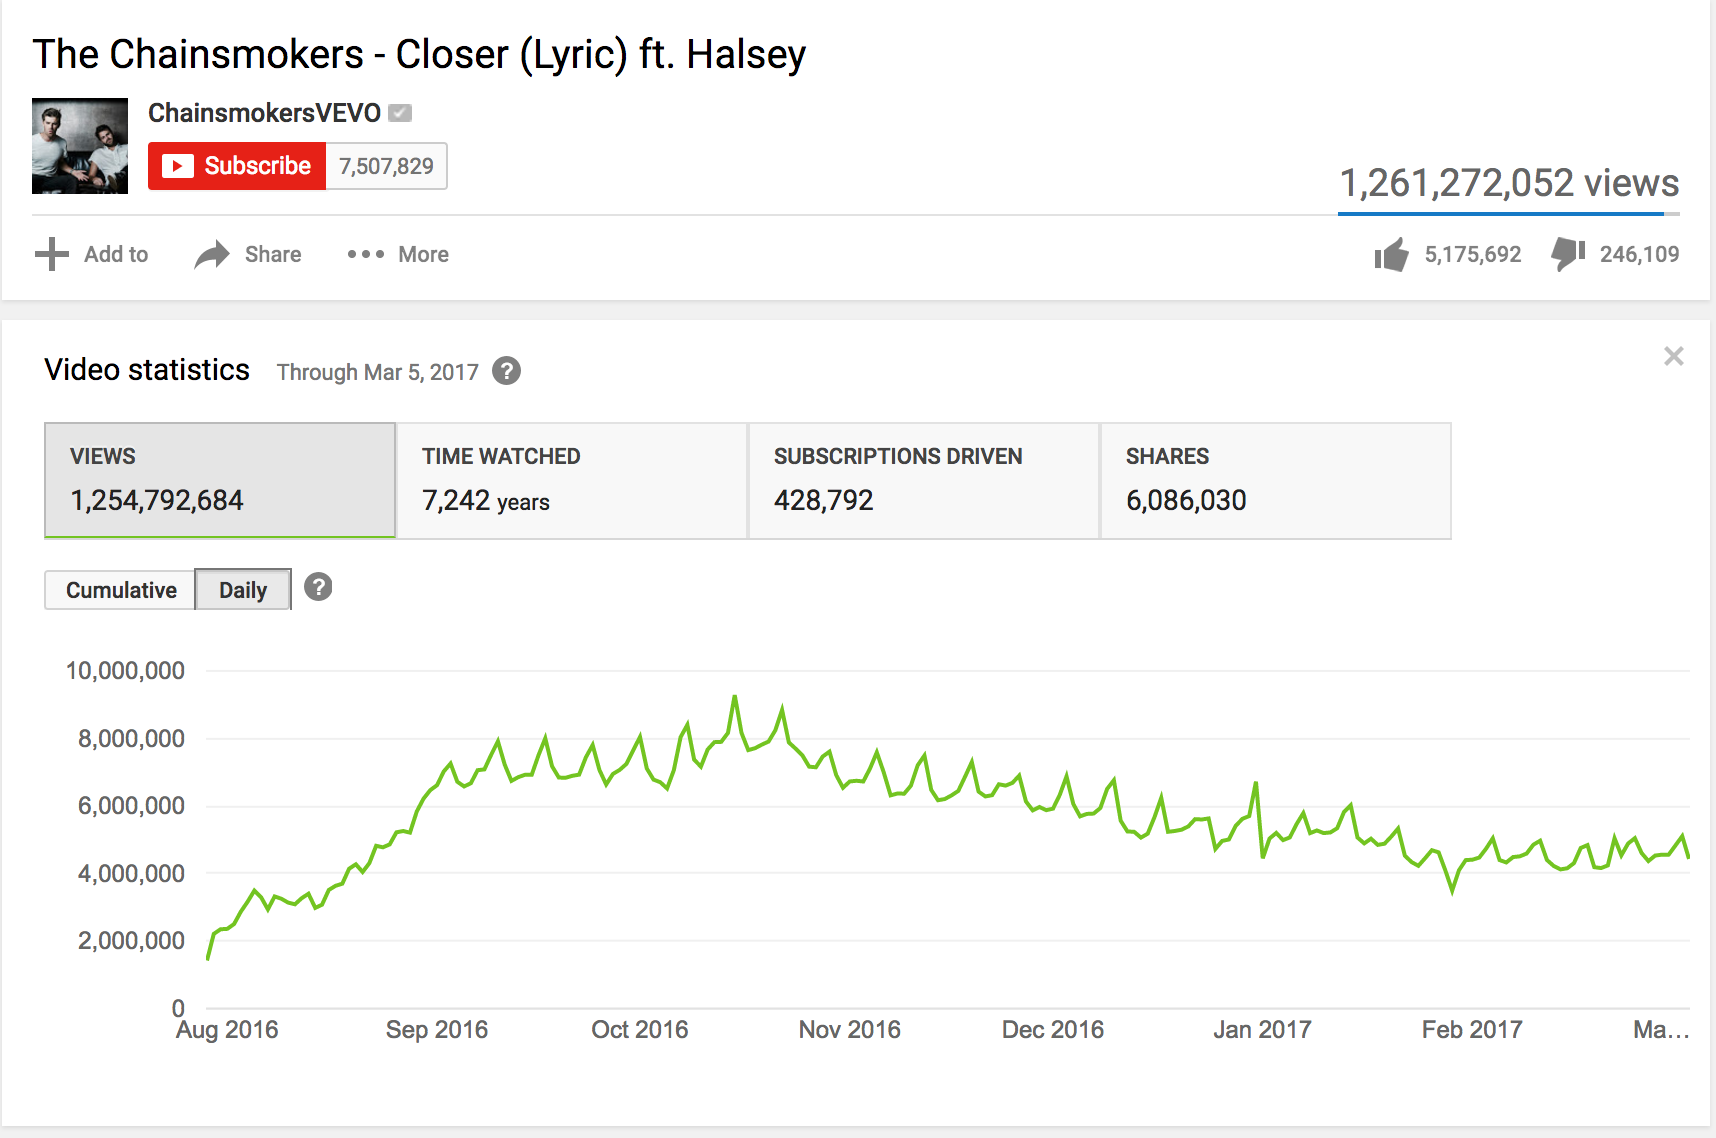 The Chainsmokers - Closer (Lyric) ft. Halsey
ChainsmokersVEVO
Subscribe 7,507,829
1,261,272,052 views
Add to Share More 5,175,692 246,109
Video statistics Through Mar 5, 2017 ?
VIEWS TIME WATCHED SUBSCRIPTIONS DRIVEN SHARES
1,254,792,684 7,242 years 428,792 6,086,030
Cumulative Daily ?
10,000,000
8,000,000
6,000,000
4,000,000
2,000,000
0
Aug 2016 Sep 2016 Oct 2016 Nov 2016 Dec 2016 Jan 2017 Feb 2017 Ma...